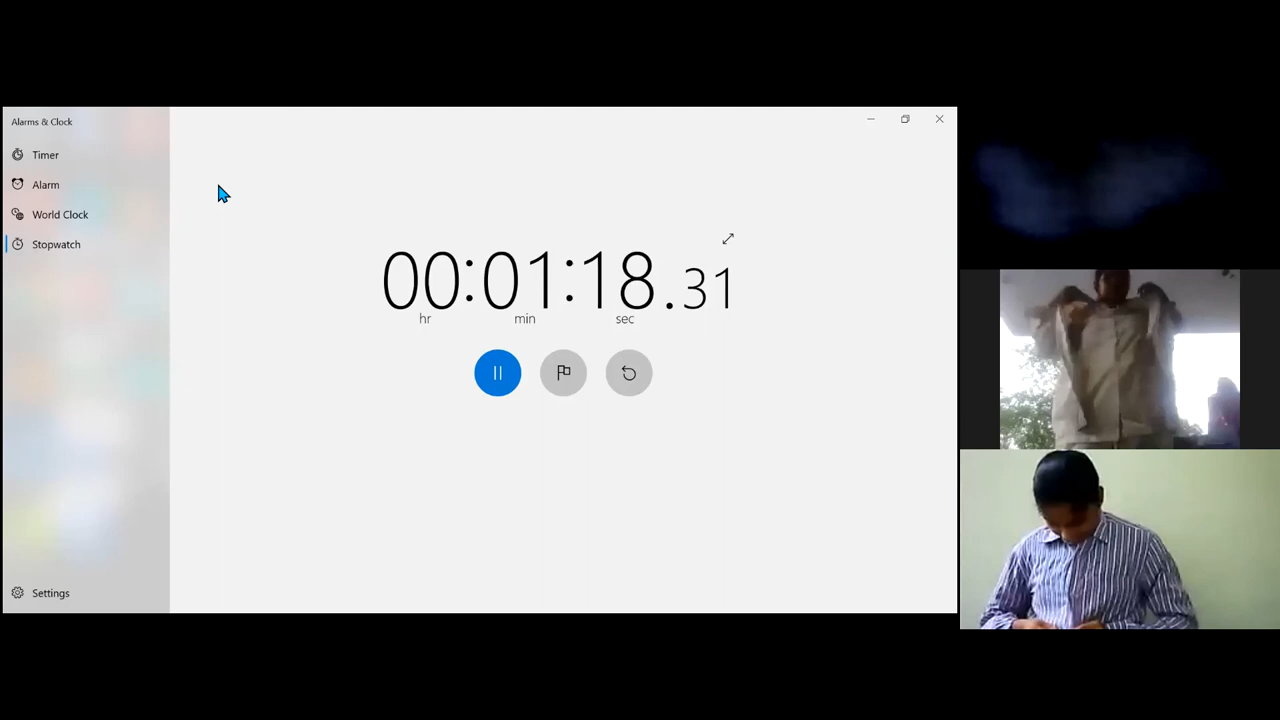 Alarms & Clock
Timer
Alarm
World Clock
Stopwatch
00:01:18.31
hr min sec
Settings